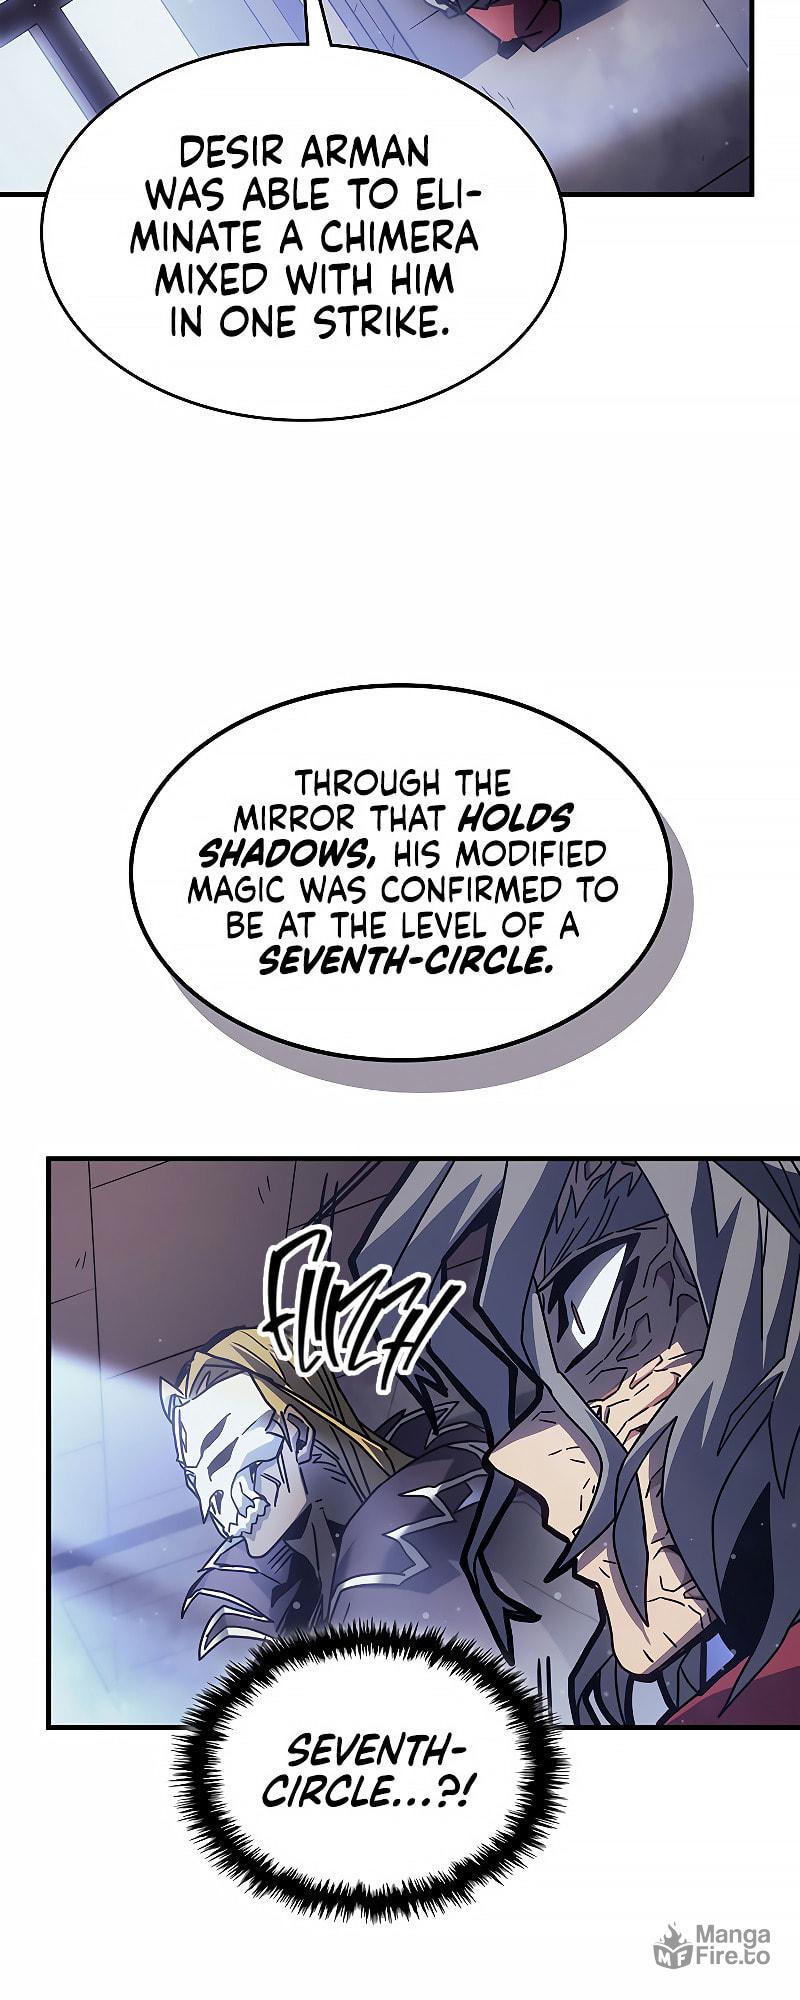 DESIR ARMAN
WAS ABLE TO ELI-
MINATE A CHIMERA
MIXED WITH HIM
IN ONE STRIKE.
THROUGH THE
MIRROR THAT HOLDS
SHADOWS, HIS MODIFIED
MAGIC WAS CONFIRMED TO
BE AT THE LEVEL OF A
SEVENTH-CIRCLE.
FLINCH
SEVENTH-
CIRCLE...?!
Manga
MF Fire.to